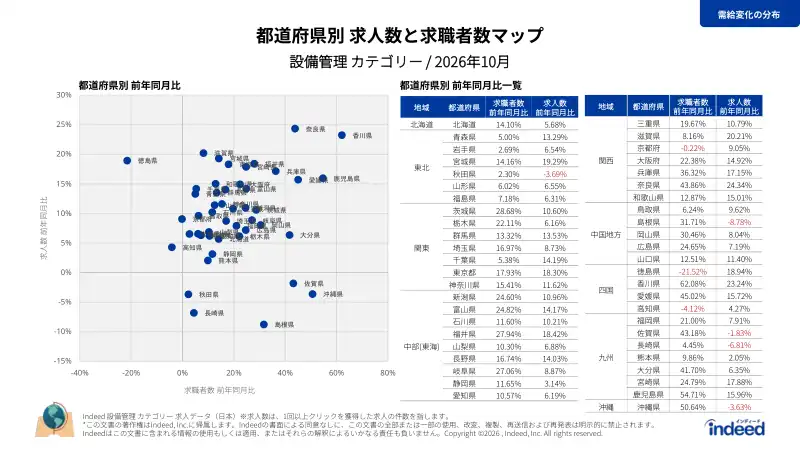 需給変化の分布
都道府県別 求人数と求職者数マップ
設備管理 カテゴリー / 2026年10月
都道府県別 前年同月比
30%
25%
20%
15%
10%
5%
0%
-5%
-10%
-15%
-40%
-20%
0%
20%
40%
60%
80%
求人数 前年同月比
求職者数 前年同月比
奈良県
香川県
滋賀県
宮城県
徳島県
福井県
兵庫県
愛媛県
鹿児島県
大分県
高知県
静岡県
熊本県
佐賀県
秋田県
沖縄県
長崎県
島根県
都道府県別 前年同月比一覧
地域 都道府県 求職者数 前年同月比 求人数 前年同月比
北海道 北海道 14.10% 5.68%
東北 青森県 5.00% 13.29%
岩手県 2.69% 6.54%
宮城県 14.16% 19.29%
秋田県 2.30% -3.69%
山形県 6.02% 6.55%
福島県 7.18% 6.31%
関東 茨城県 28.68% 10.60%
栃木県 22.11% 6.16%
群馬県 13.32% 13.53%
埼玉県 16.97% 8.73%
千葉県 5.38% 14.19%
東京都 17.93% 18.30%
神奈川県 15.41% 11.62%
中部(東海) 新潟県 24.60% 10.96%
富山県 24.82% 14.17%
石川県 11.60% 10.21%
福井県 27.94% 18.42%
山梨県 10.30% 6.88%
長野県 16.74% 14.03%
岐阜県 27.06% 8.87%
静岡県 11.65% 3.14%
愛知県 10.57% 6.19%
地域 都道府県 求職者数 前年同月比 求人数 前年同月比
関西 三重県 19.67% 10.79%
滋賀県 8.16% 20.21%
京都府 -0.22% 9.05%
大阪府 22.38% 14.92%
兵庫県 36.32% 17.15%
奈良県 43.86% 24.34%
和歌山県 12.87% 15.01%
中国地方 鳥取県 6.24% 9.62%
島根県 31.71% -8.78%
岡山県 30.46% 8.04%
広島県 24.65% 7.19%
山口県 12.51% 11.40%
四国 徳島県 -21.52% 18.94%
香川県 62.08% 23.24%
愛媛県 45.02% 15.72%
高知県 -4.12% 4.27%
九州 福岡県 21.00% 7.91%
佐賀県 43.18% -1.83%
長崎県 4.45% -6.81%
熊本県 9.86% 2.05%
大分県 41.70% 6.35%
宮崎県 24.79% 17.88%
鹿児島県 54.71% 15.96%
沖縄 沖縄県 50.64% -3.63%
Indeed 設備管理 カテゴリー 求人データ（日本）※求人数は、1回以上クリックを獲得した求人の件数を指します。
*この文書の著作権はIndeed, Inc.に帰属します。Indeedの書面による同意なしに、この文書の全部または一部の使用、改変、複製、再送信および再発表は明示的に禁止されます。
Indeedはこの文書に含まれる情報の使用もしくは適用、またはそれらの解釈によるいかなる責任も負いません。Copyright ©2026 , Indeed, Inc. All rights reserved.
インディード
indeed